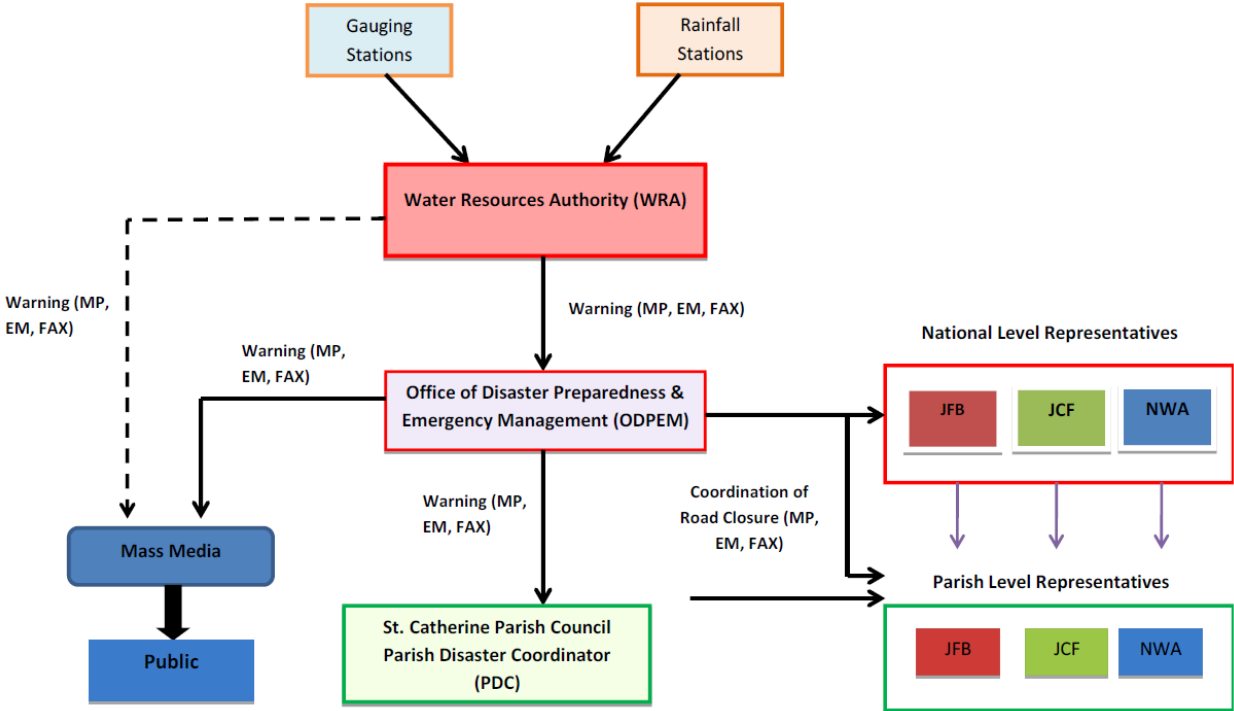 Gauging
Stations
Rainfall
Stations
Water Resources Authority (WRA)
Warning (MP,
EM, FAX)
Warning (MP, EM, FAX)
Warning (MP,
EM, FAX)
Office of Disaster Preparedness &
Emergency Management (ODPEM)
National Level Representatives
JFB
JCF
NWA
Warning (MP,
EM, FAX)
Coordination of
Road Closure (MP,
EM, FAX)
Mass Media
Public
St. Catherine Parish Council
Parish Disaster Coordinator
(PDC)
Parish Level Representatives
JFB
JCF
NWA